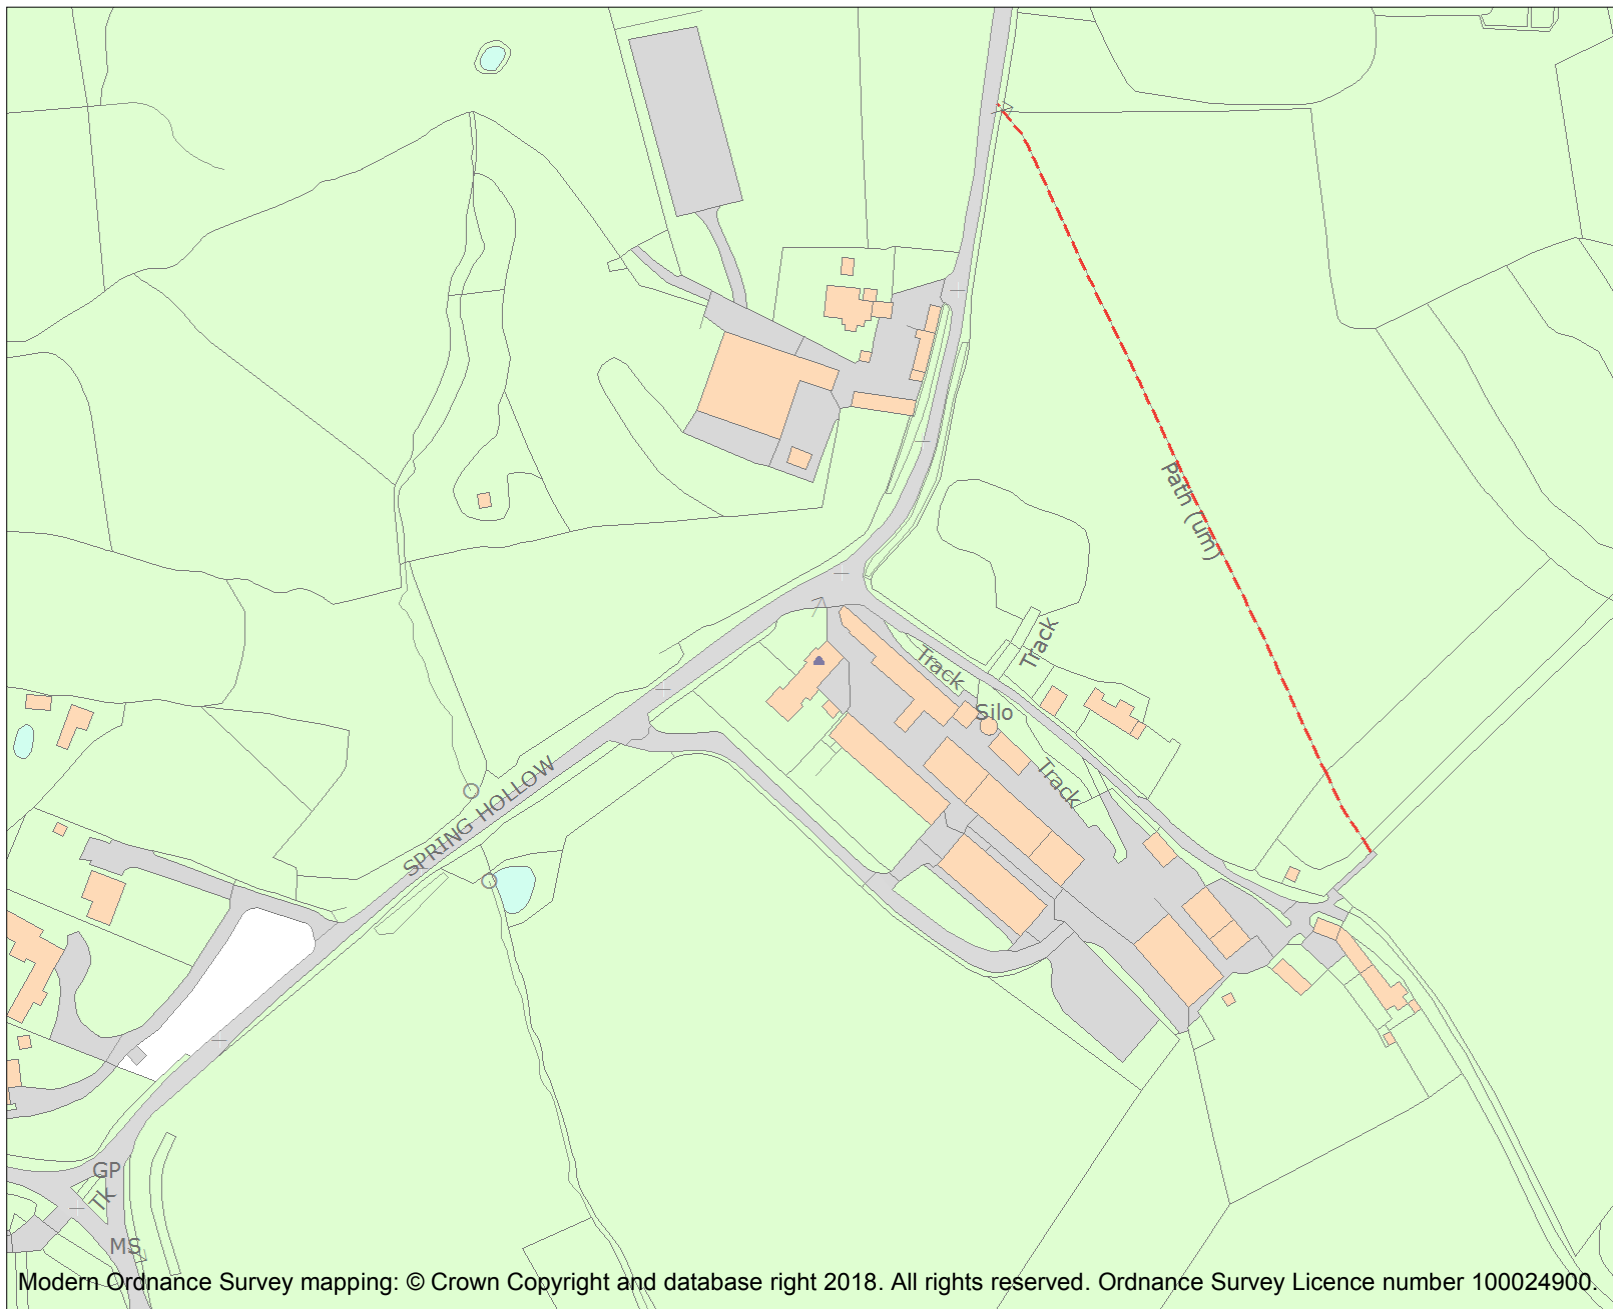 Path (um)
Track
Track
Silo
Track
SPRING HOLLOW
GP
TK
MS
Modern Ordnance Survey mapping: © Crown Copyright and database right 2018. All rights reserved. Ordnance Survey Licence number 100024900.